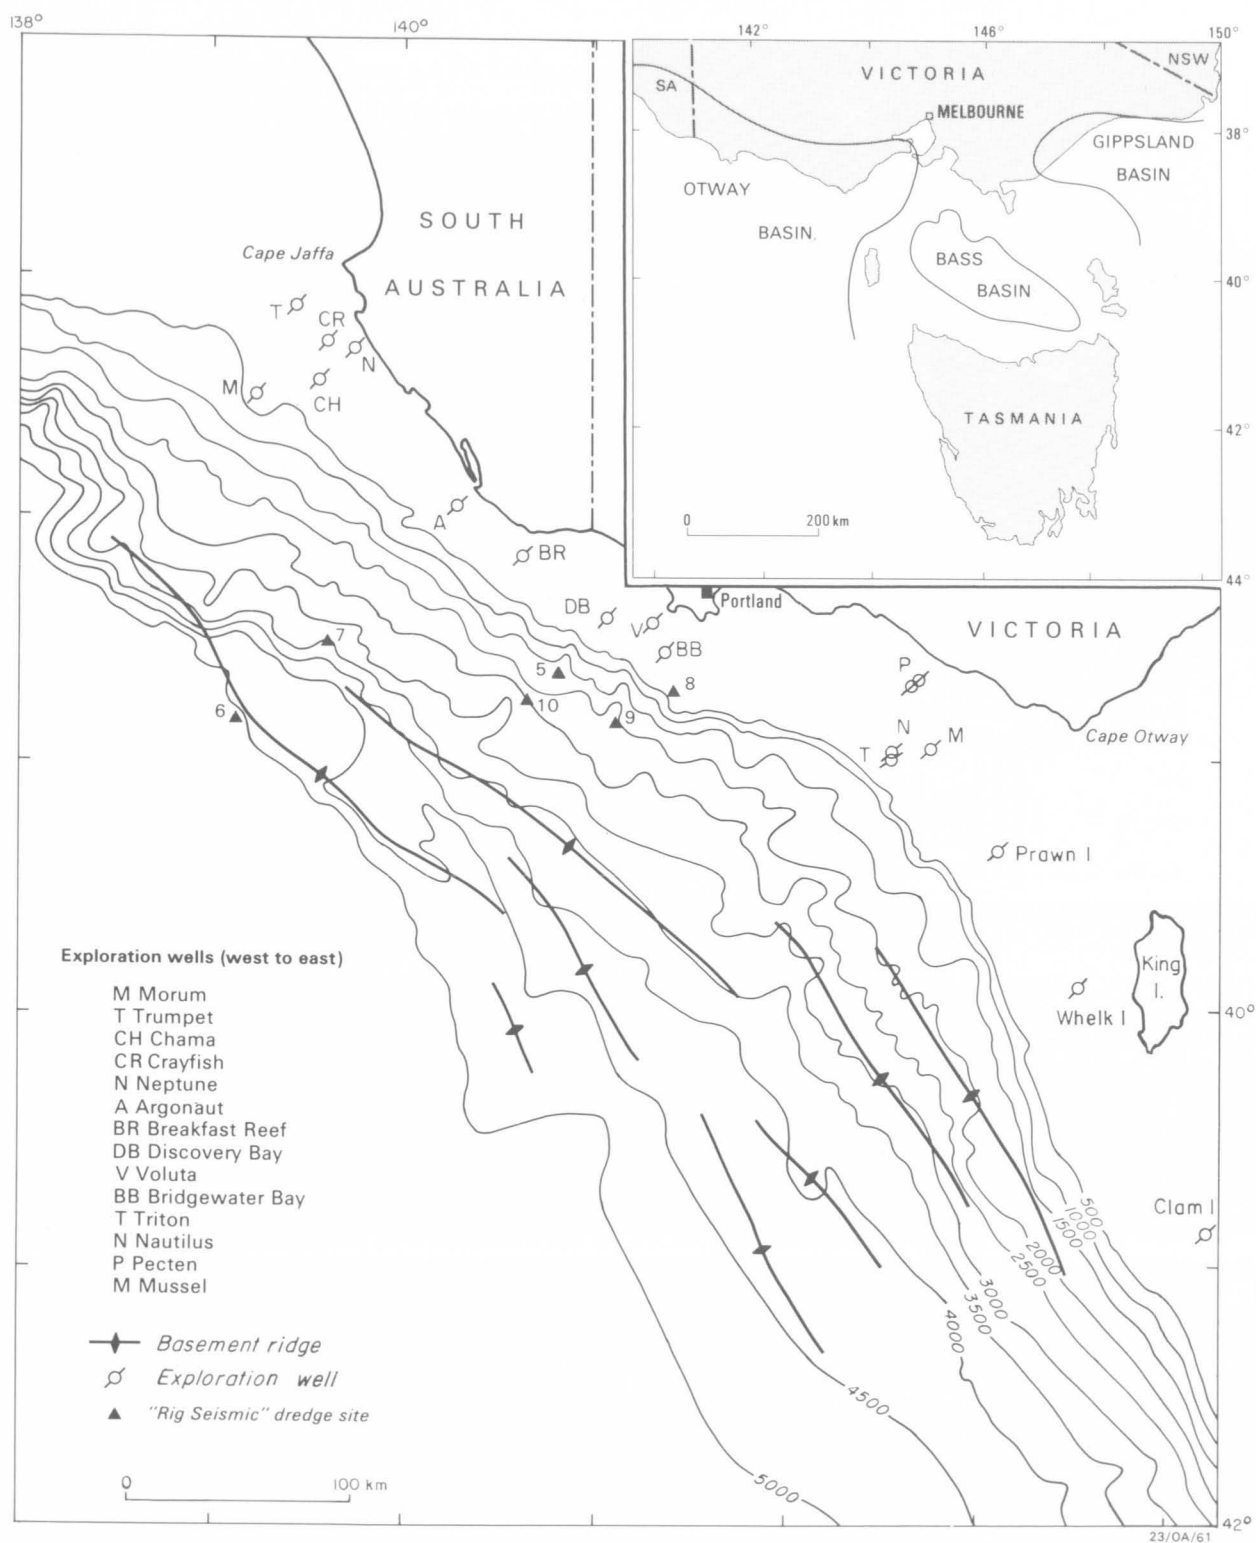 138°
140°
142°
146°
150°
NSW
VICTORIA
SA
MELBOURNE
38°
GIPPSLAND
BASIN
OTWAY
BASIN
BASS
BASIN
40°
TASMANIA
42°
0 200 km
44°
SOUTH
AUSTRALIA
Cape Jaffa
T
CR
N
M
CH
A
BR
DB
V
Portland
BB
VICTORIA
7
5
8
10
9
6
P
N
M
T
Cape Otway
Prawn I
King
I.
Whelk I
40°
Clam I
500
1000
1500
2000
2500
3000
3500
4000
4500
5000
Exploration wells (west to east)
M Morum
T Trumpet
CH Chama
CR Crayfish
N Neptune
A Argonaut
BR Breakfast Reef
DB Discovery Bay
V Voluta
BB Bridgewater Bay
T Triton
N Nautilus
P Pecten
M Mussel
Basement ridge
Exploration well
"Rig Seismic" dredge site
0 100 km
42°
23/OA/61